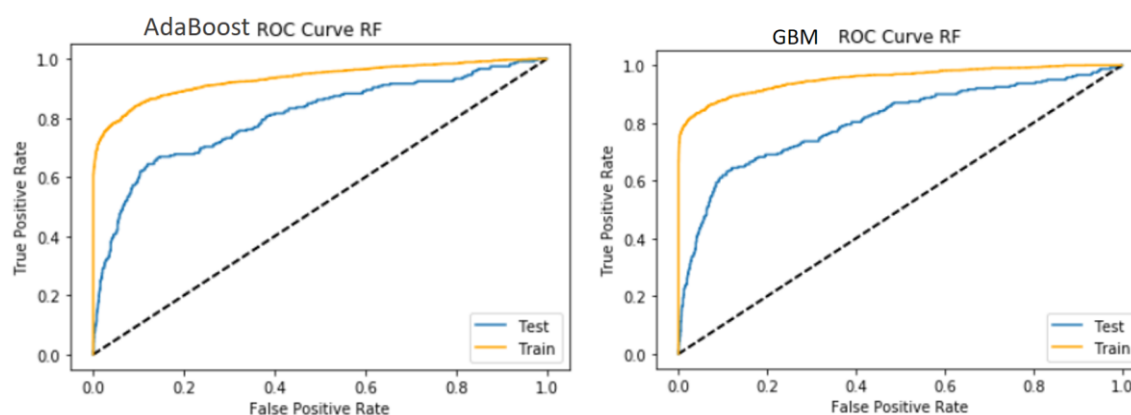 AdaBoost ROC Curve RF
True Positive Rate
1.0
0.8
0.6
0.4
0.2
0.0
Test
Train
0.0 0.2 0.4 0.6 0.8 1.0
False Positive Rate
GBM ROC Curve RF
True Positive Rate
1.0
0.8
0.6
0.4
0.2
0.0
Test
Train
0.0 0.2 0.4 0.6 0.8 1.0
False Positive Rate